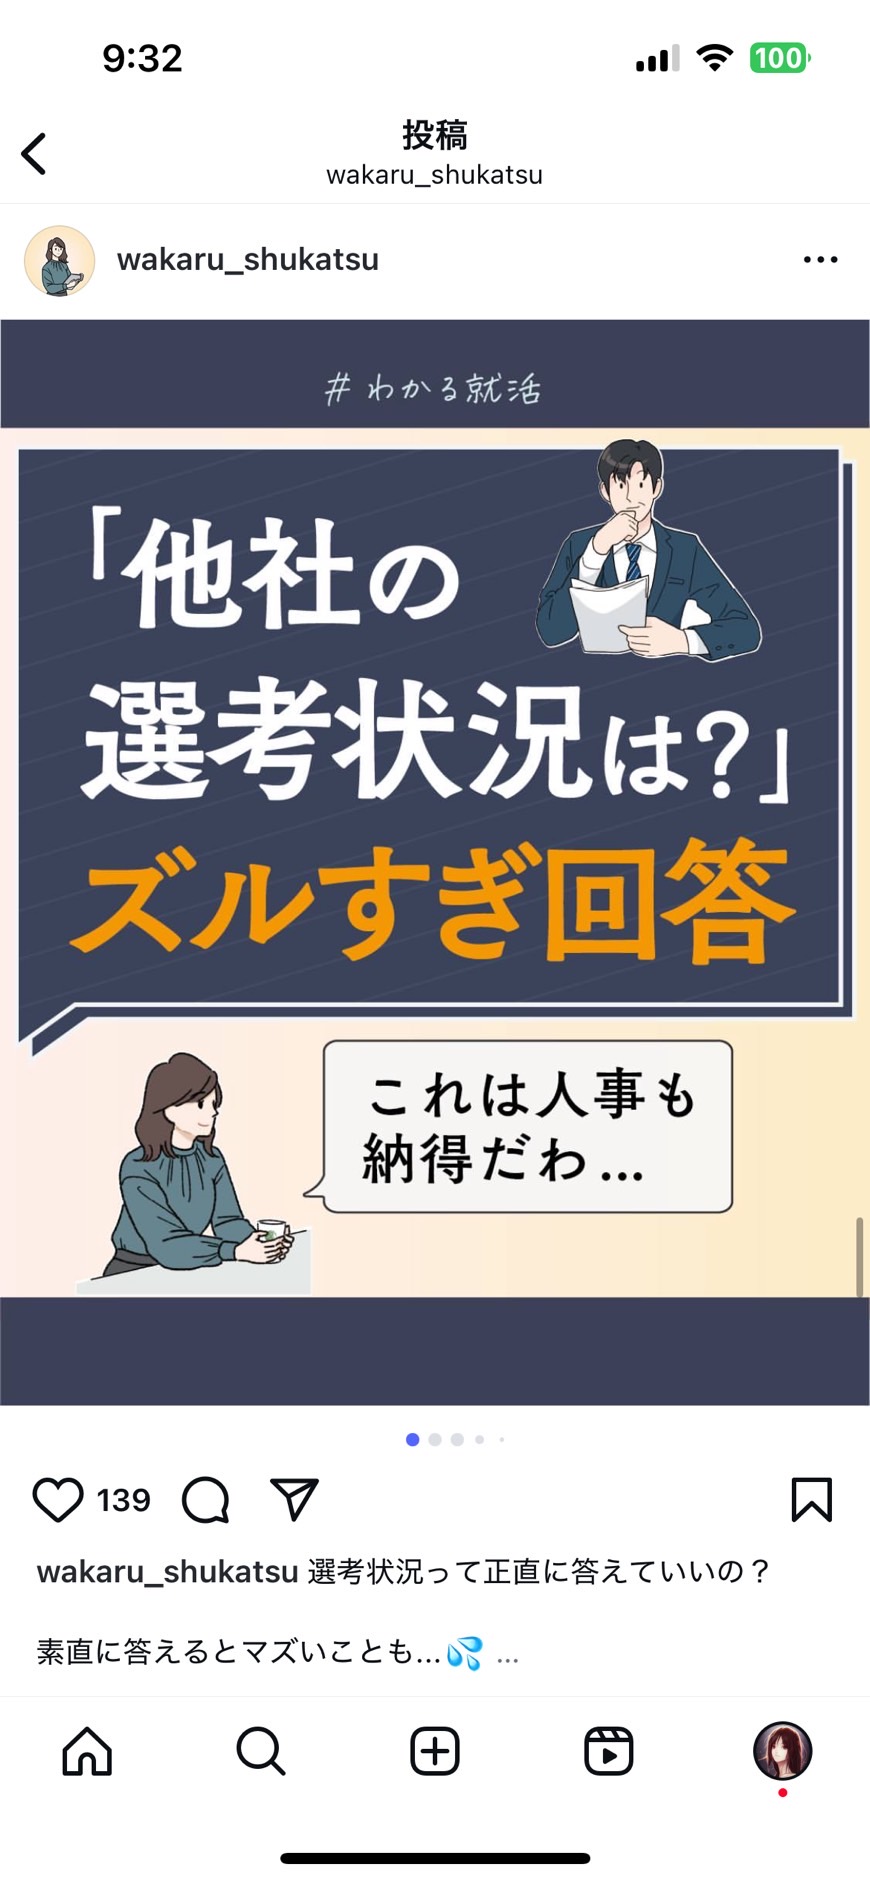 9:32
100
投稿
wakaru_shukatsu
wakaru_shukatsu
# わかる就活
「他社の
選考状況は?」
ズルすぎ回答
これは人事も
納得だわ...
139
wakaru_shukatsu 選考状況って正直に答えていいの？
素直に答えるとマズいことも...💦 ...